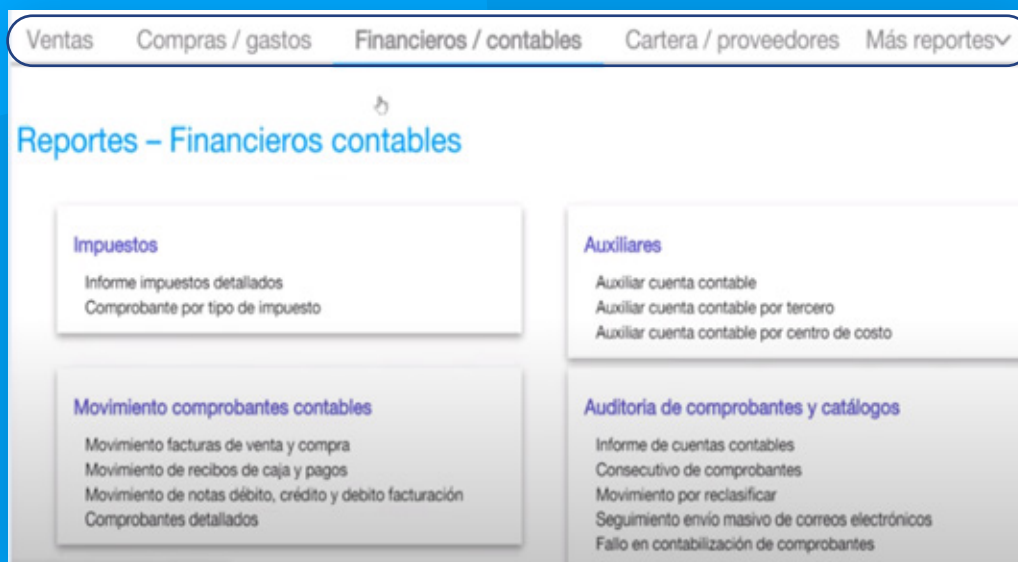 Ventas Compras / gastos Financieros / contables Cartera / proveedores Más reportes
Reportes – Financieros contables
Impuestos
Informe impuestos detallados
Comprobante por tipo de impuesto
Auxiliares
Auxiliar cuenta contable
Auxiliar cuenta contable por tercero
Auxiliar cuenta contable por centro de costo
Movimiento comprobantes contables
Movimiento facturas de venta y compra
Movimiento de recibos de caja y pagos
Movimiento de notas débito, crédito y debito facturación
Comprobantes detallados
Auditoria de comprobantes y catálogos
Informe de cuentas contables
Consecutivo de comprobantes
Movimiento por reclasificar
Seguimiento envío masivo de correos electrónicos
Fallo en contabilización de comprobantes